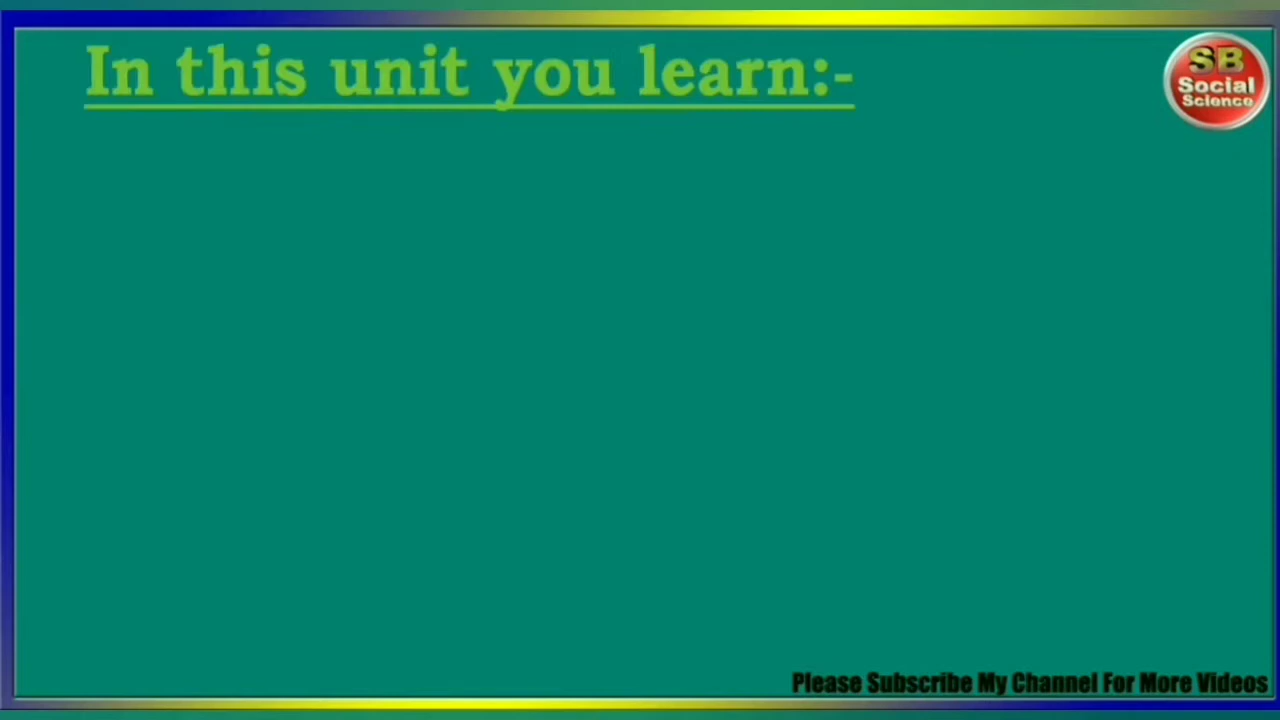 In this unit you learn:-
SB
Social
Science
Please Subscribe My Channel For More Videos